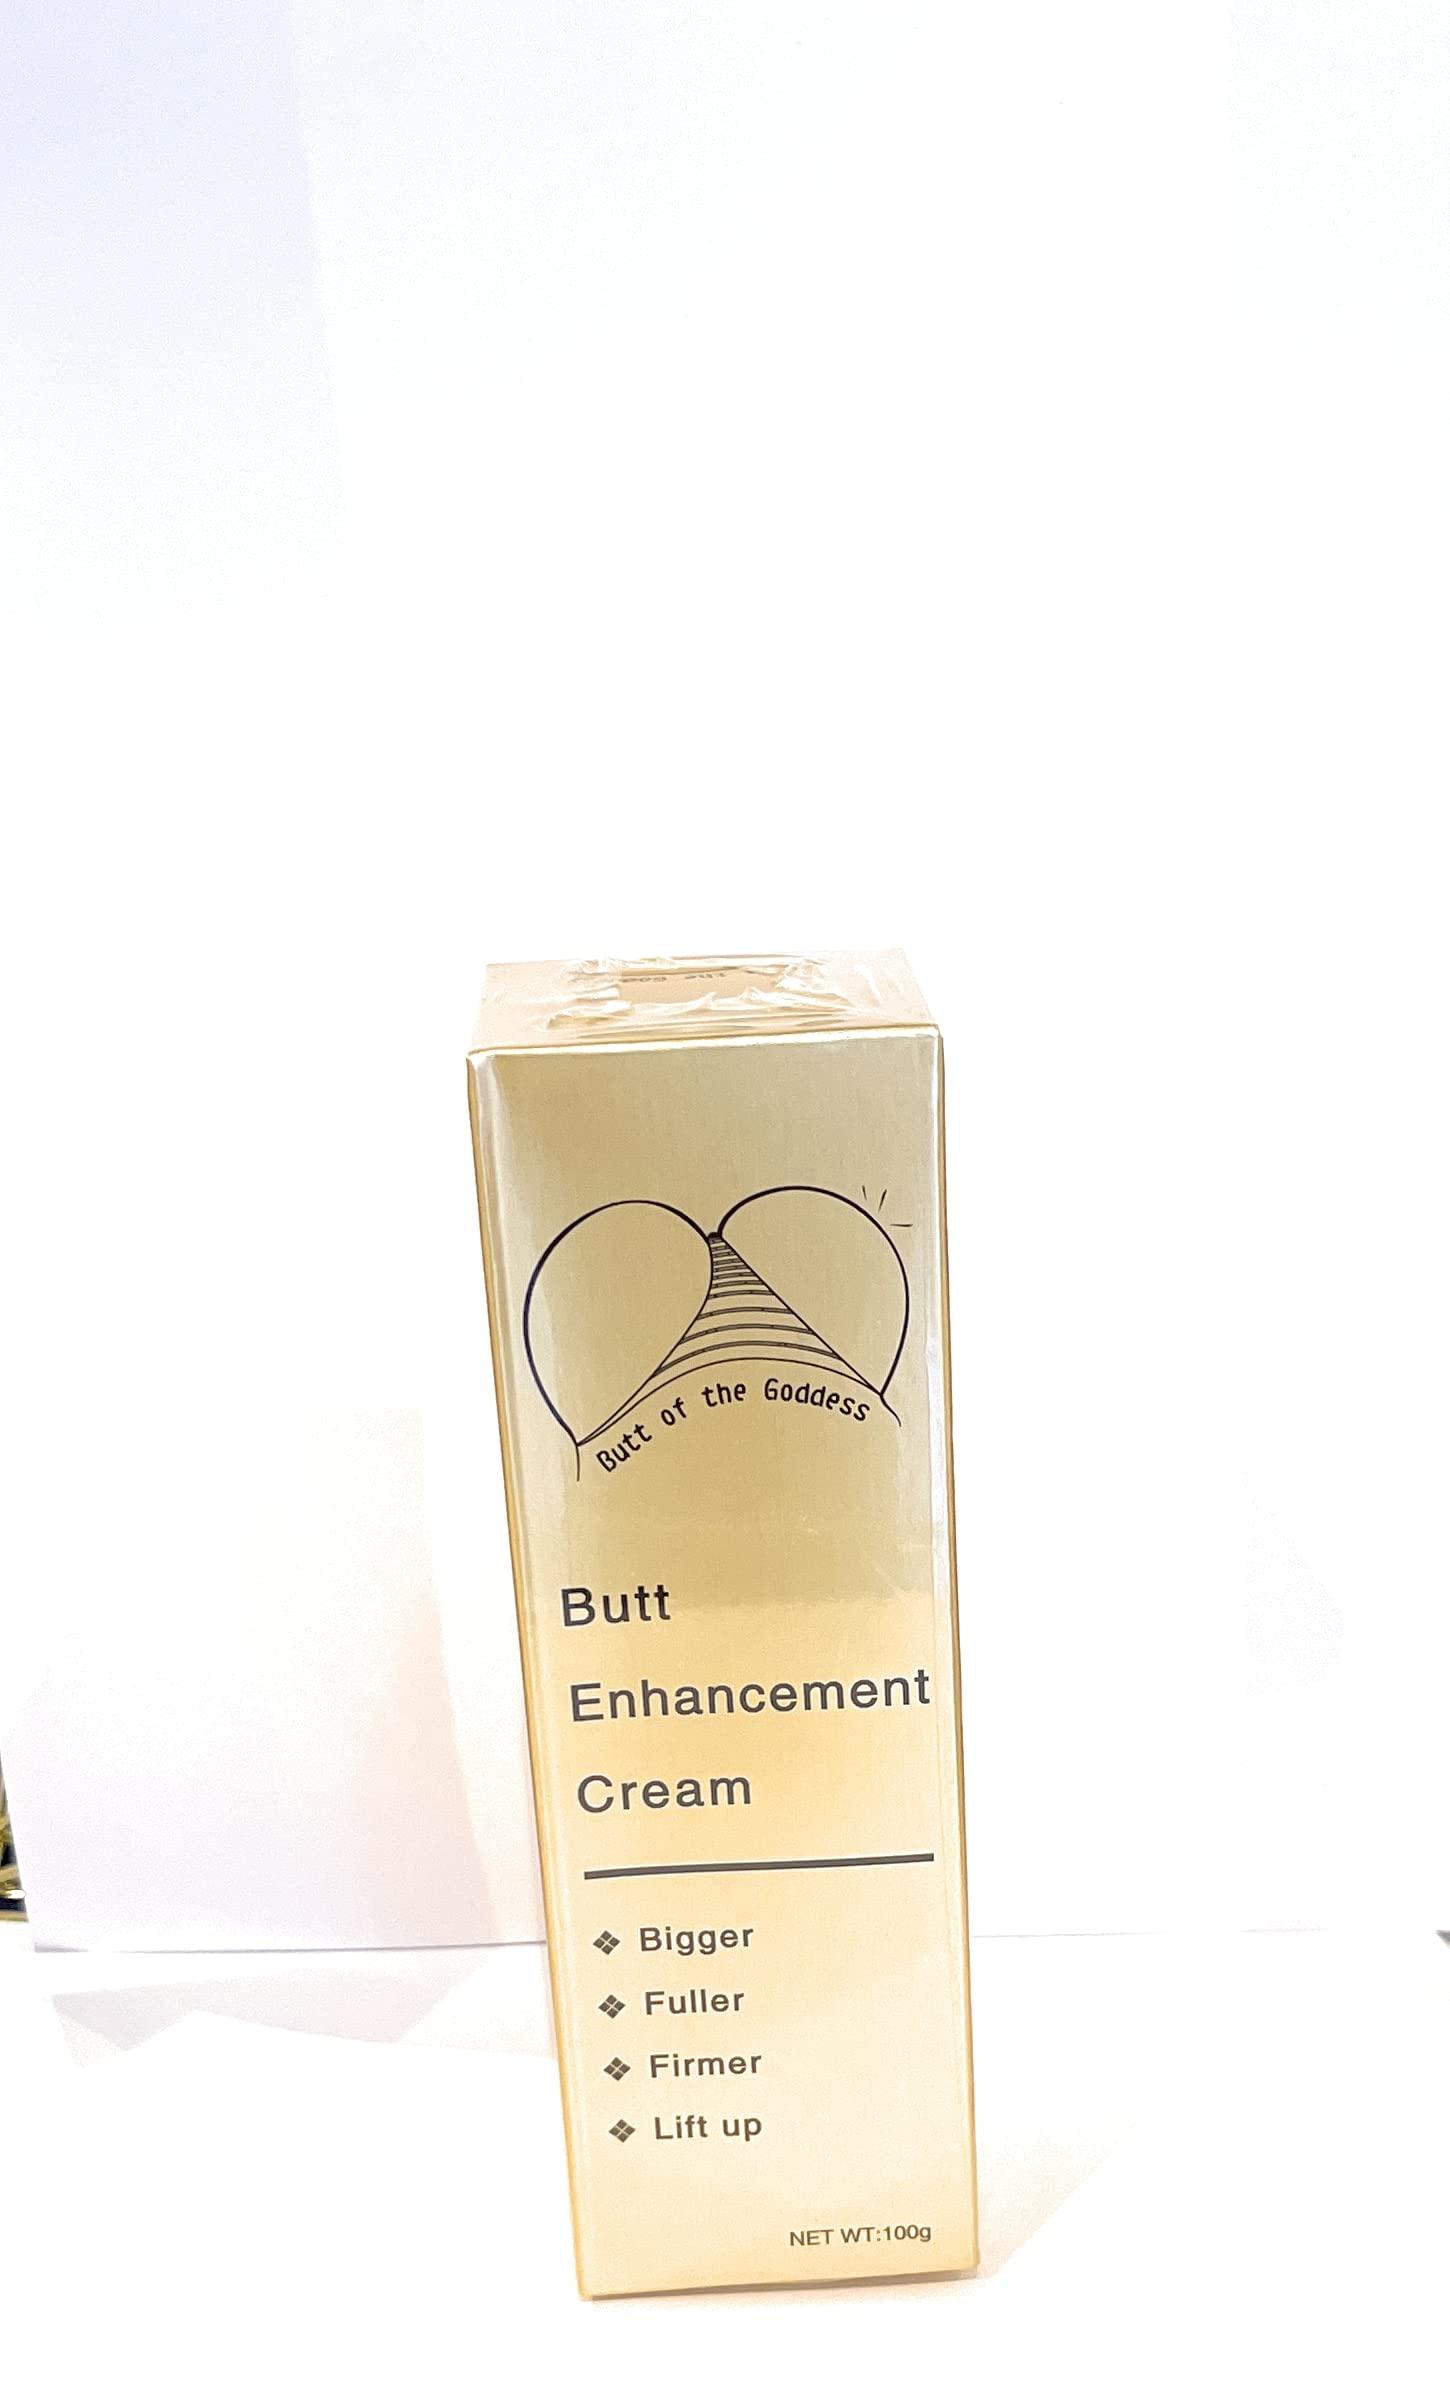 Butt of the Goddess
Butt
Enhancement
Cream
❖ Bigger
❖ Fuller
❖ Firmer
❖ Lift up
NET WT:100g